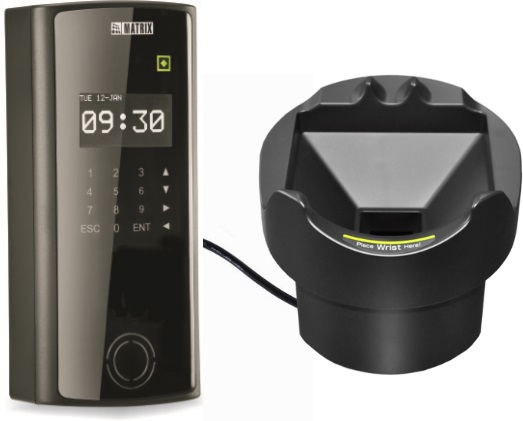 MATRIX
TUE 12-JAN
09:30
1 2 3
4 5 6
7 8 9
ESC 0 ENT
Place Wrist Here!